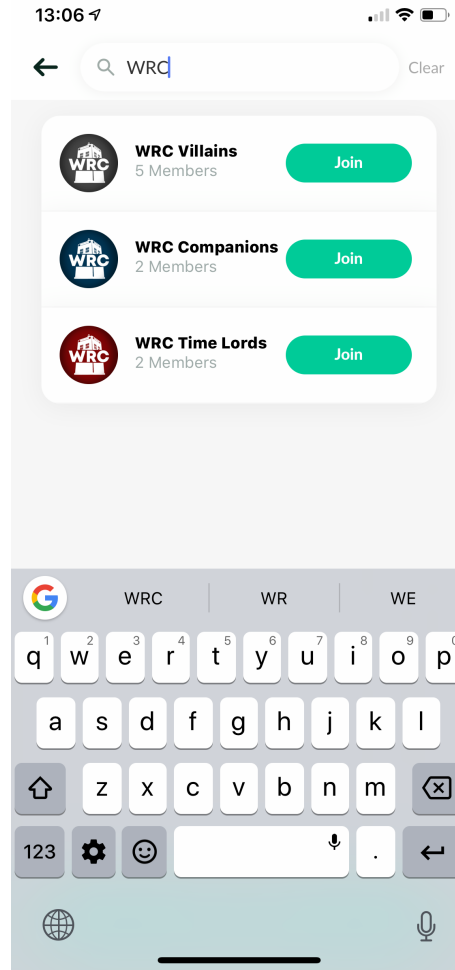 13:06
WRC
Clear
WRC
WRC Villains
5 Members
Join
WRC
WRC Companions
2 Members
Join
WRC
WRC Time Lords
2 Members
Join
G
WRC WR WE
q 1 w 2 e 3 r 4 t 5 y 6 u 7 i 8 o 9 p 0
a s d f g h j k l
z x c v b n m
123 .